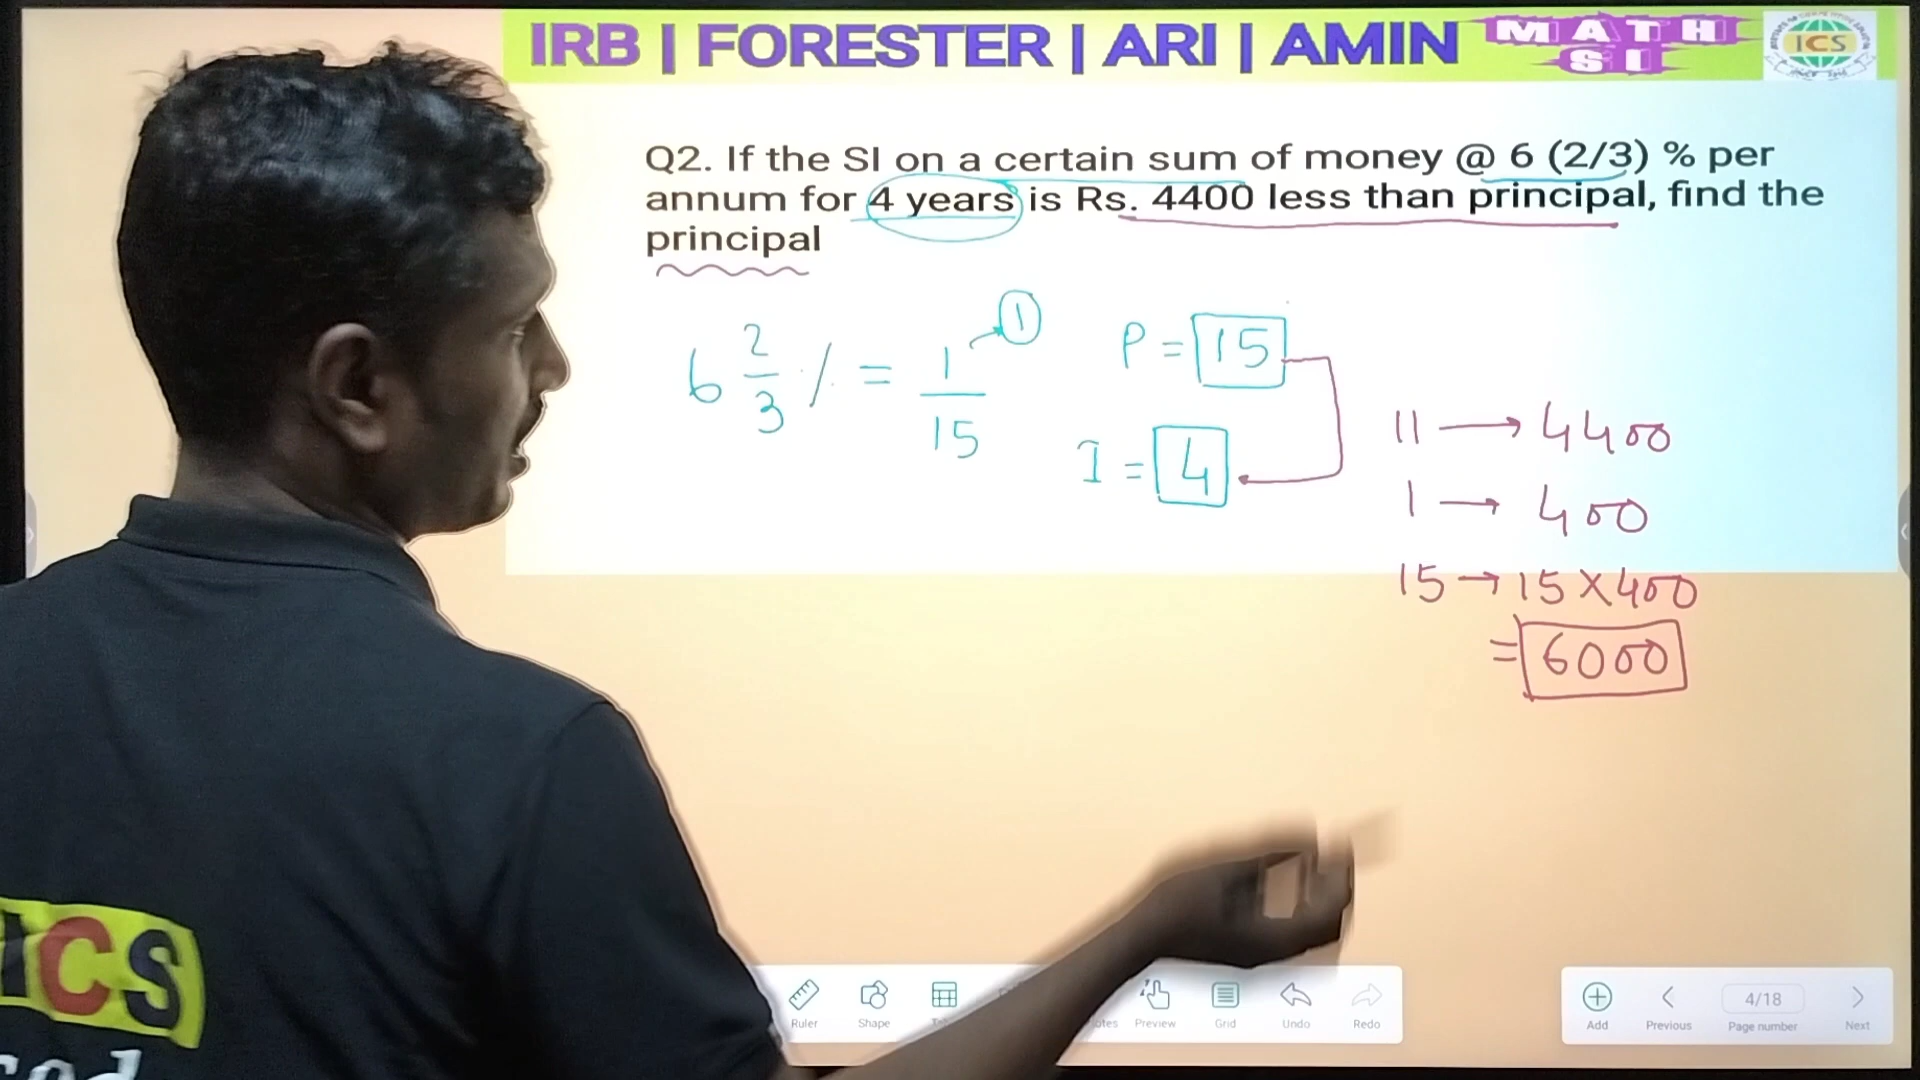 IRB | FORESTER | ARI | AMIN
MATH
SI
ICS
Q2. If the SI on a certain sum of money @ 6 (2/3) % per
annum for 4 years is Rs. 4400 less than principal, find the
principal
6 2/3 % = 1/15 → 1
P = 15
I = 4
11 → 4400
1 → 400
15 → 15 × 400
= 6000
ICS
Ruler
Shape
Preview
Grid
Undo
Redo
Add
Previous
4/18
Page number
Next